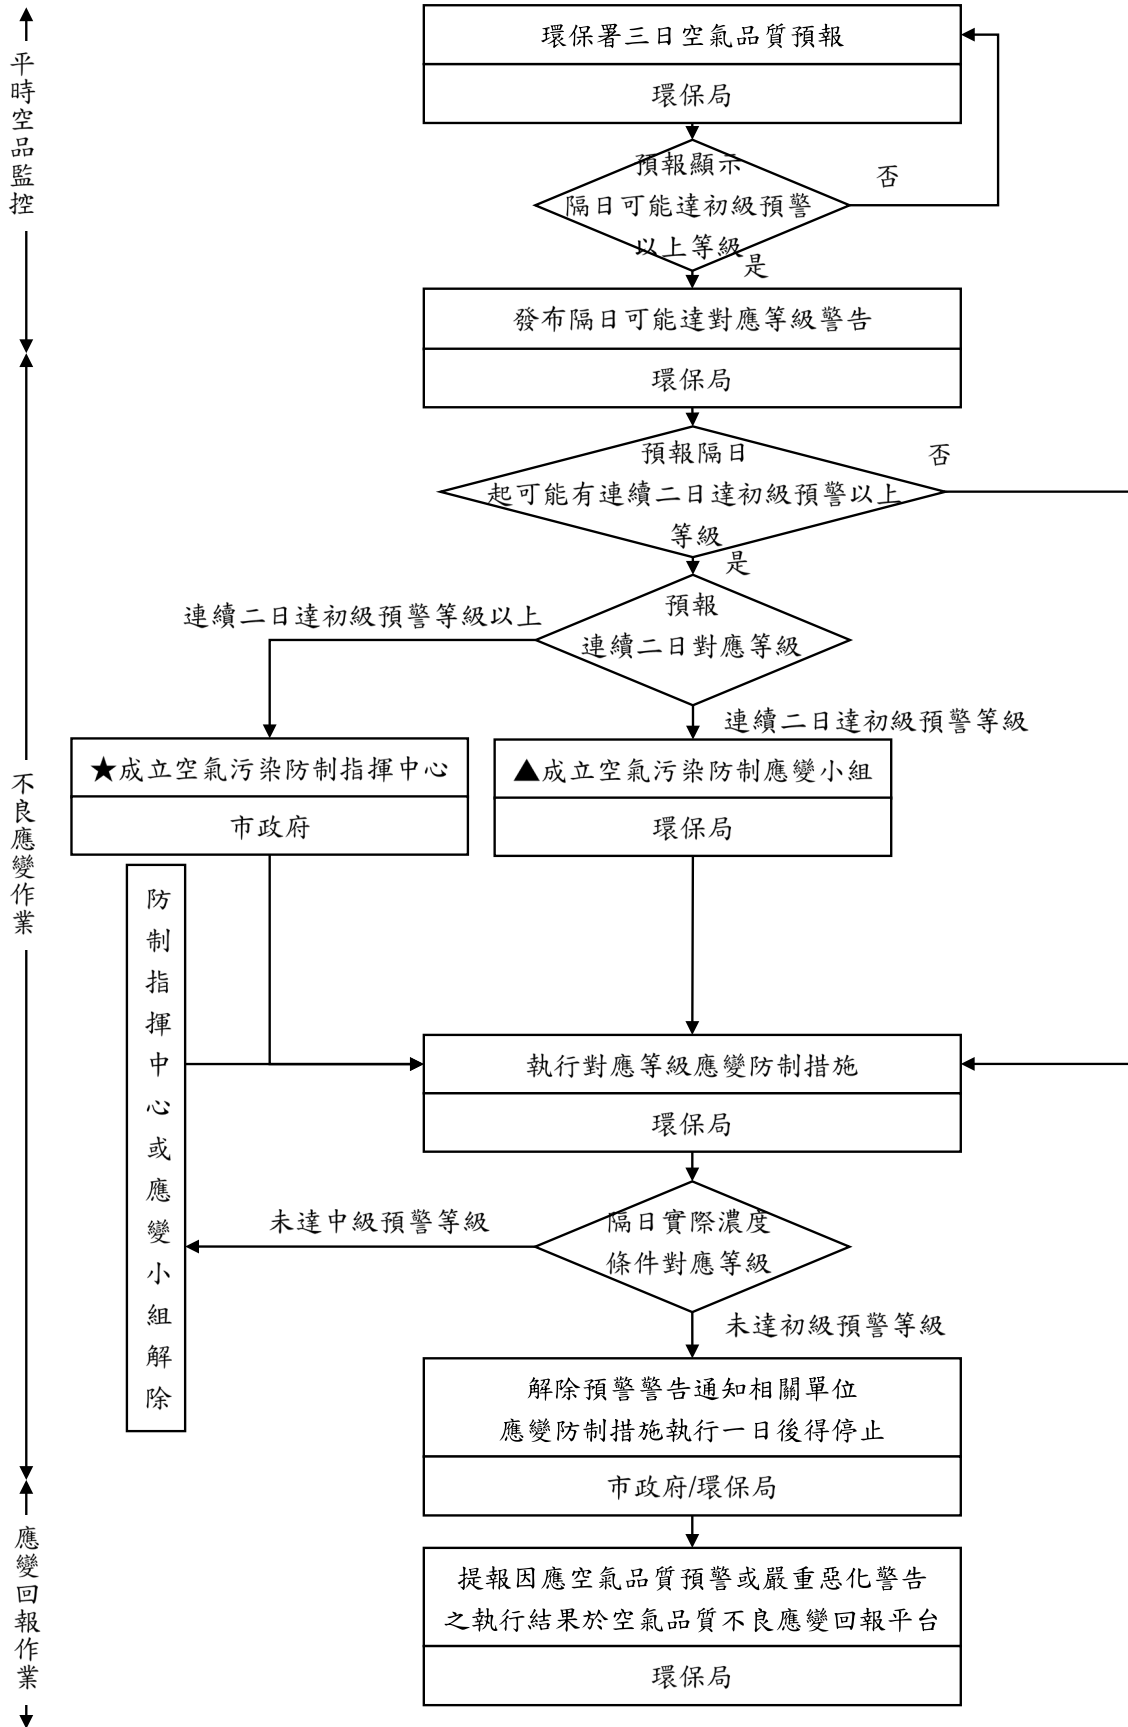 平時空品監控
環保署三日空氣品質預報
環保局
預報顯示
隔日可能達初級預警
以上等級
否
是
發布隔日可能達對應等級警告
環保局
預報隔日
起可能有連續二日達初級預警以上
等級
否
是
預報
連續二日對應等級
連續二日達初級預警等級以上
連續二日達初級預警等級
不良應變作業
★成立空氣污染防制指揮中心
市政府
▲成立空氣污染防制應變小組
環保局
防制指揮中心或應變小組解除
執行對應等級應變防制措施
環保局
未達中級預警等級
隔日實際濃度
條件對應等級
未達初級預警等級
解除預警警告通知相關單位
應變防制措施執行一日後得停止
市政府/環保局
應變回報作業
提報因應空氣品質預警或嚴重惡化警告
之執行結果於空氣品質不良應變回報平台
環保局